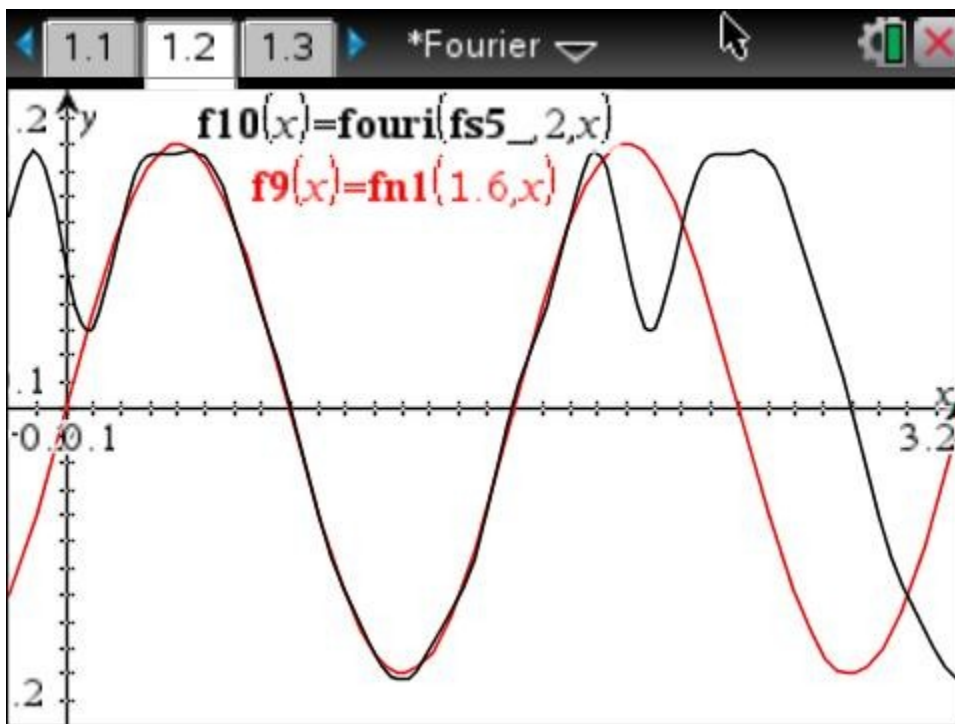 1.1 1.2 1.3 *Fourier
.2 y
f10(x)=fouri(fs5_,2,x)
f9(x)=fn1(1.6,x)
.1 x
-0. 0.1 3.2
.2